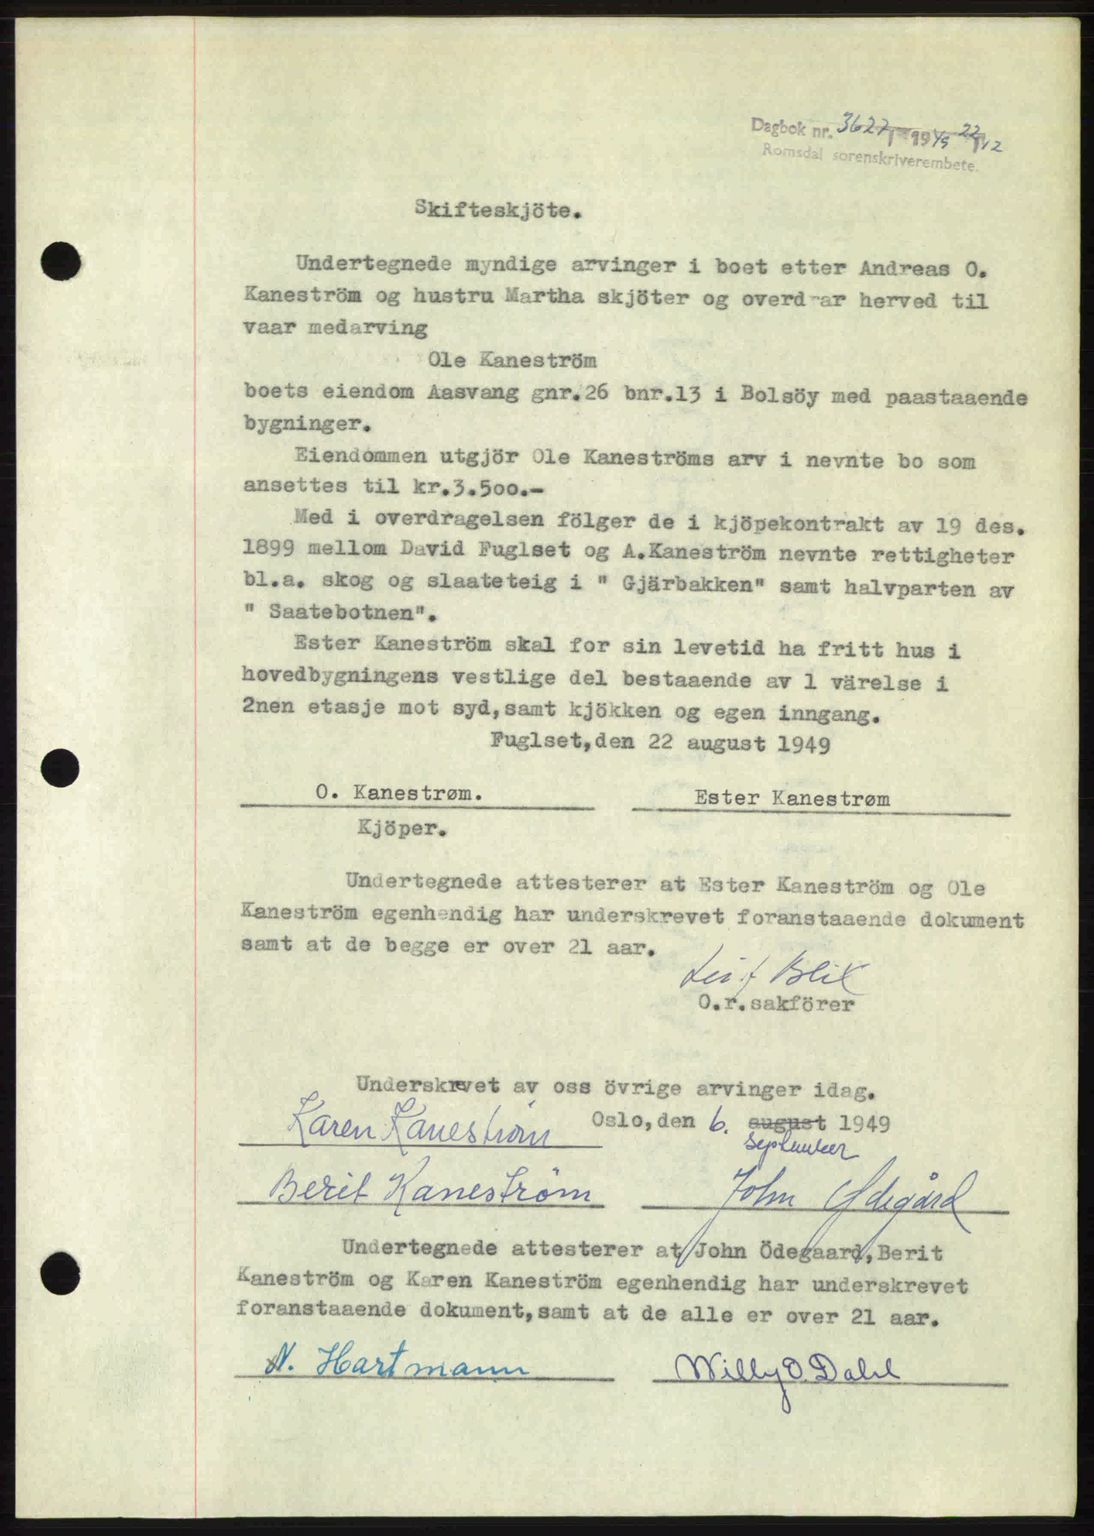 Dagbok nr. 3627 1949 22/12
Romsdal sorenskriverembete.
Skifteskjöte.
Undertegnede myndige arvinger i boet etter Andreas O.
Kaneström og hustru Martha skjöter og overdrar herved til
vaar medarving
Ole Kaneström
boets eiendom Aasvang gnr.26 bnr.13 i Bolsöy med paastaaende
bygninger.
Eiendommen utgjör Ole Kaneströms arv i nevnte bo som
ansettes til kr.3.500.-
Med i overdragelsen fölger de i kjöpekontrakt av 19 des.
1899 mellom David Fuglset og A.Kaneström nevnte rettigheter
bl.a. skog og slaateteig i " Gjärbakken" samt halvparten av
" Saatebotnen".
Ester Kaneström skal for sin levetid ha fritt hus i
hovedbygningens vestlige del bestaaende av 1 värelse i
2nen etasje mot syd,samt kjökken og egen inngang.
Fuglset,den 22 august 1949
O. Kanestrøm. Ester Kanestrøm
Kjöper.
Undertegnede attesterer at Ester Kaneström og Ole
Kaneström egenhendig har underskrevet foranstaaende dokument
samt at de begge er over 21 aar.
Leif Blix
O.r.sakförer
Underskrevet av oss övrige arvinger idag.
Karen Kaneström Oslo,den 6. august 1949
september
Berit Kaneström John Ødegård
Undertegnede attesterer at John Ödegaard,Berit
Kaneström og Karen Kaneström egenhendig har underskrevet
foranstaaende dokument,samt at de alle er over 21 aar.
N. Hartmann Willy O. Dahl